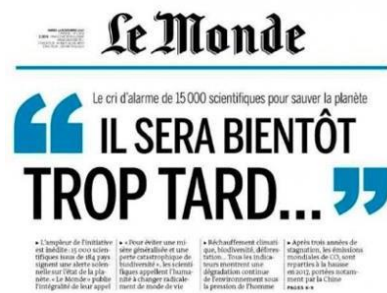 Le Monde
Le cri d'alarme de 15 000 scientifiques pour sauver la planète
“ IL SERA BIENTÔT
TROP TARD... ”
▸ L'ampleur de l'initiative
est inédite : 15 000 scien-
tifiques issus de 184 pays
signent une alerte solen-
nelle sur l'état de la pla-
nète. « Le Monde » publie
l'intégralité de leur appel
▸ « Pour éviter une mi-
sère généralisée et une
perte catastrophique de
biodiversité », les scienti-
fiques appellent l'huma-
nité à changer radicale-
ment de mode de vie
▸ Réchauffement climati-
que, biodiversité, défores-
tation... Tous les indica-
teurs montrent une
dégradation continue
de l'environnement sous
la pression de l'homme
▸ Après trois années de
stagnation, les émissions
mondiales de CO₂ sont
reparties à la hausse
en 2017, portées notam-
ment par la Chine